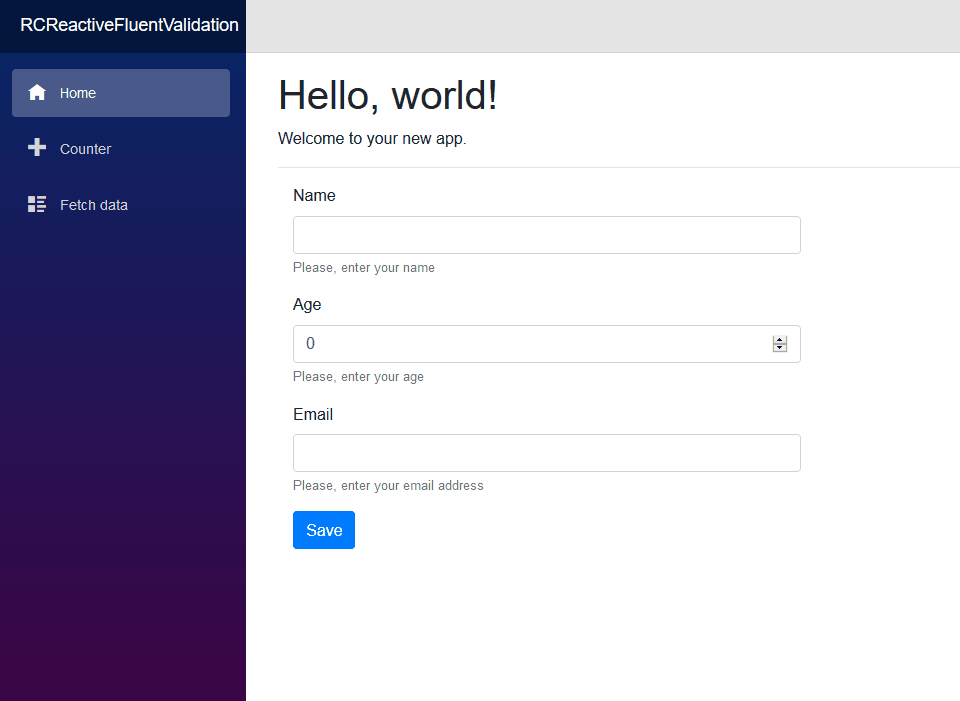 RCReactiveFluentValidation
Home
Counter
Fetch data
Hello, world!
Welcome to your new app.
Name
Please, enter your name
Age
0
Please, enter your age
Email
Please, enter your email address
Save